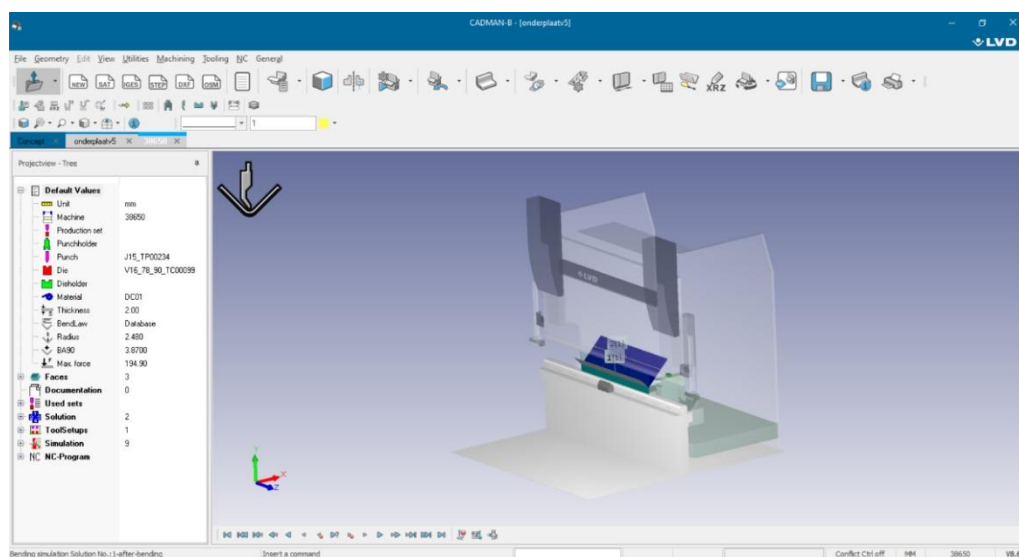 CADMAN-B - [onderplaatv5]
LVD
File Geometry Edit View Utilities Machining Tooling NC General
NEW SAT IGES STEP DXF OSM XRZ
1
Concept onderplaatv5 38650
Projectview - Tree
Default Values
Unit mm
Machine 38650
Production set
Punchholder
Punch J15_TP00234
Die V16_78_90_TC00099
Dieholder
Material DC01
Thickness 2.00
BendLaw Database
Radius 2.480
BA90 3.8700
Max. force 194.90
Faces 3
Documentation 0
Used sets
Solution 2
ToolSetups 1
Simulation 9
NC NC-Program
LVD
Y
X
Z
Bending simulation Solution No.:1-after-bending Insert a command Conflict Ctrl off MM 38650